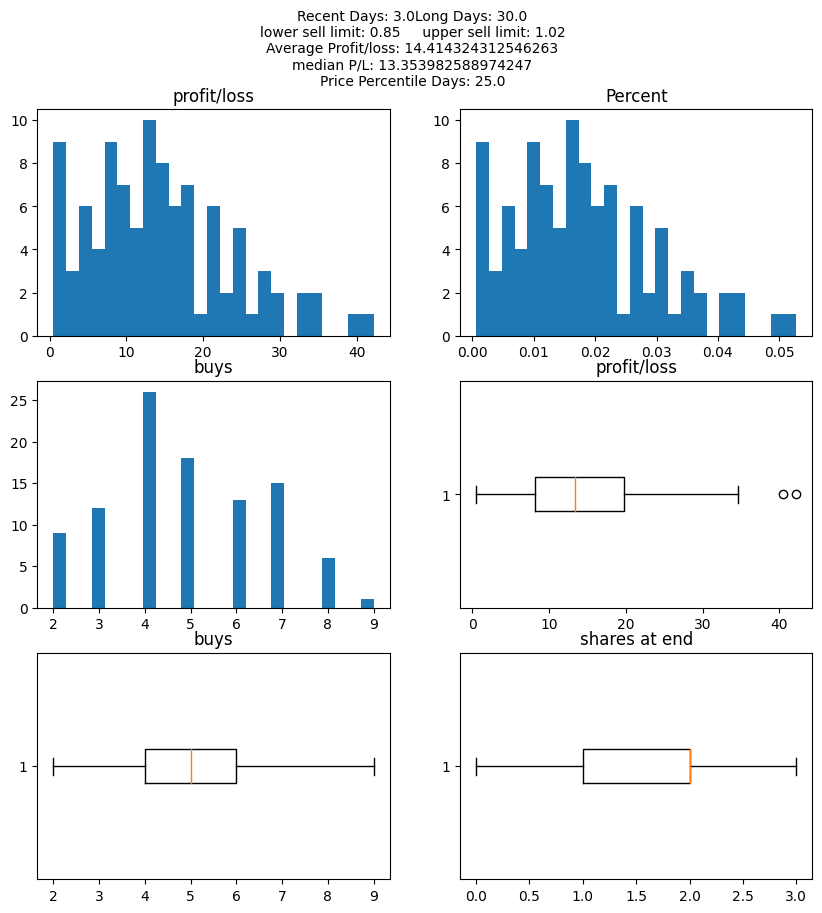 Recent Days: 3.0Long Days: 30.0
lower sell limit: 0.85     upper sell limit: 1.02
Average Profit/loss: 14.414324312546263
median P/L: 13.353982588974247
Price Percentile Days: 25.0
profit/loss
10
8
6
4
2
0
0 10 20 30 40
Percent
10
8
6
4
2
0
0.00 0.01 0.02 0.03 0.04 0.05
buys
25
20
15
10
5
0
2 3 4 5 6 7 8 9
profit/loss
1
0 10 20 30 40
buys
1
2 3 4 5 6 7 8 9
shares at end
1
0.0 0.5 1.0 1.5 2.0 2.5 3.0